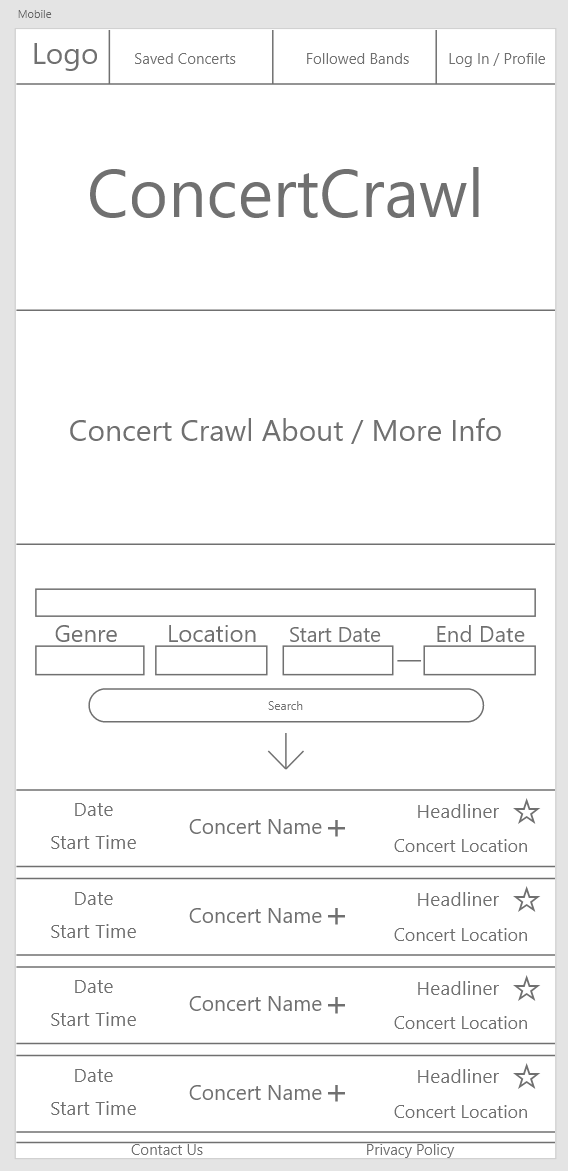 Mobile
Logo Saved Concerts Followed Bands Log In / Profile
ConcertCrawl
Concert Crawl About / More Info
Genre Location Start Date End Date
Search
Date
Start Time
Concert Name
Headliner
Concert Location
Date
Start Time
Concert Name
Headliner
Concert Location
Date
Start Time
Concert Name
Headliner
Concert Location
Date
Start Time
Concert Name
Headliner
Concert Location
Contact Us Privacy Policy